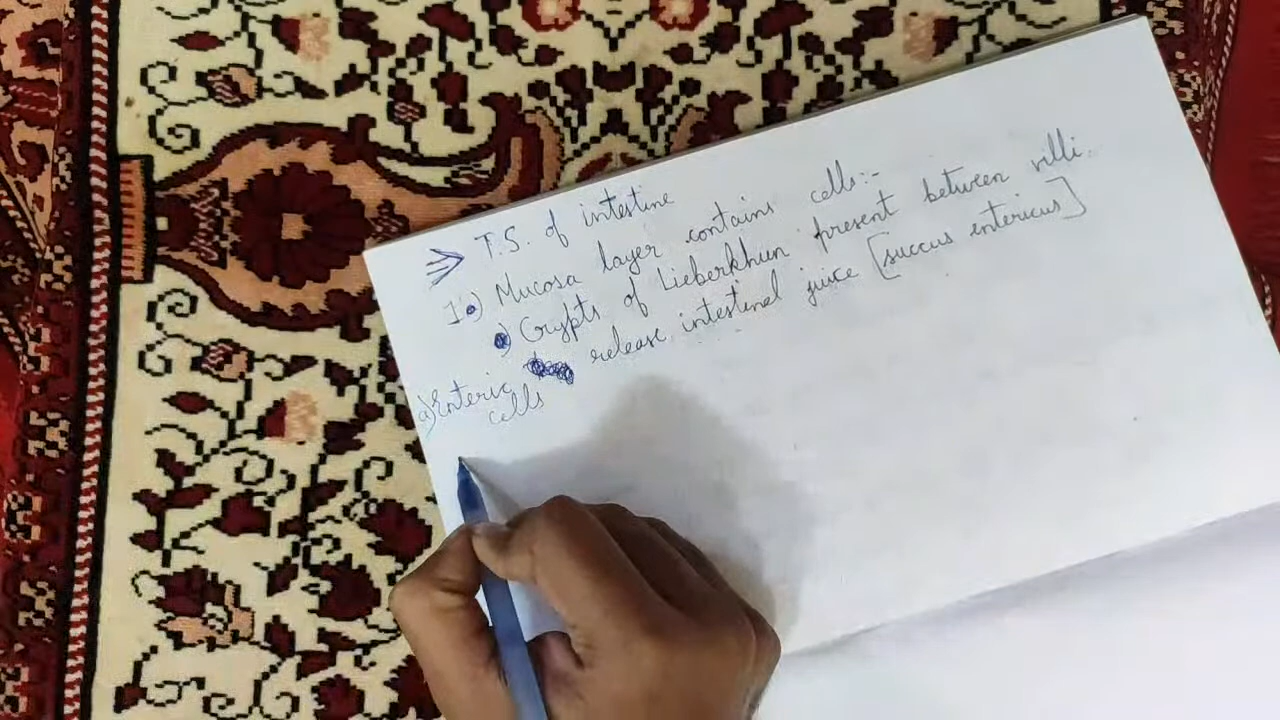 T.S. of intestine
1.) Mucosa layer contains cells:-
Crypts of Lieberkhun present between villi.
release intestinal juice [succus entericus]
a) Enteric
cells